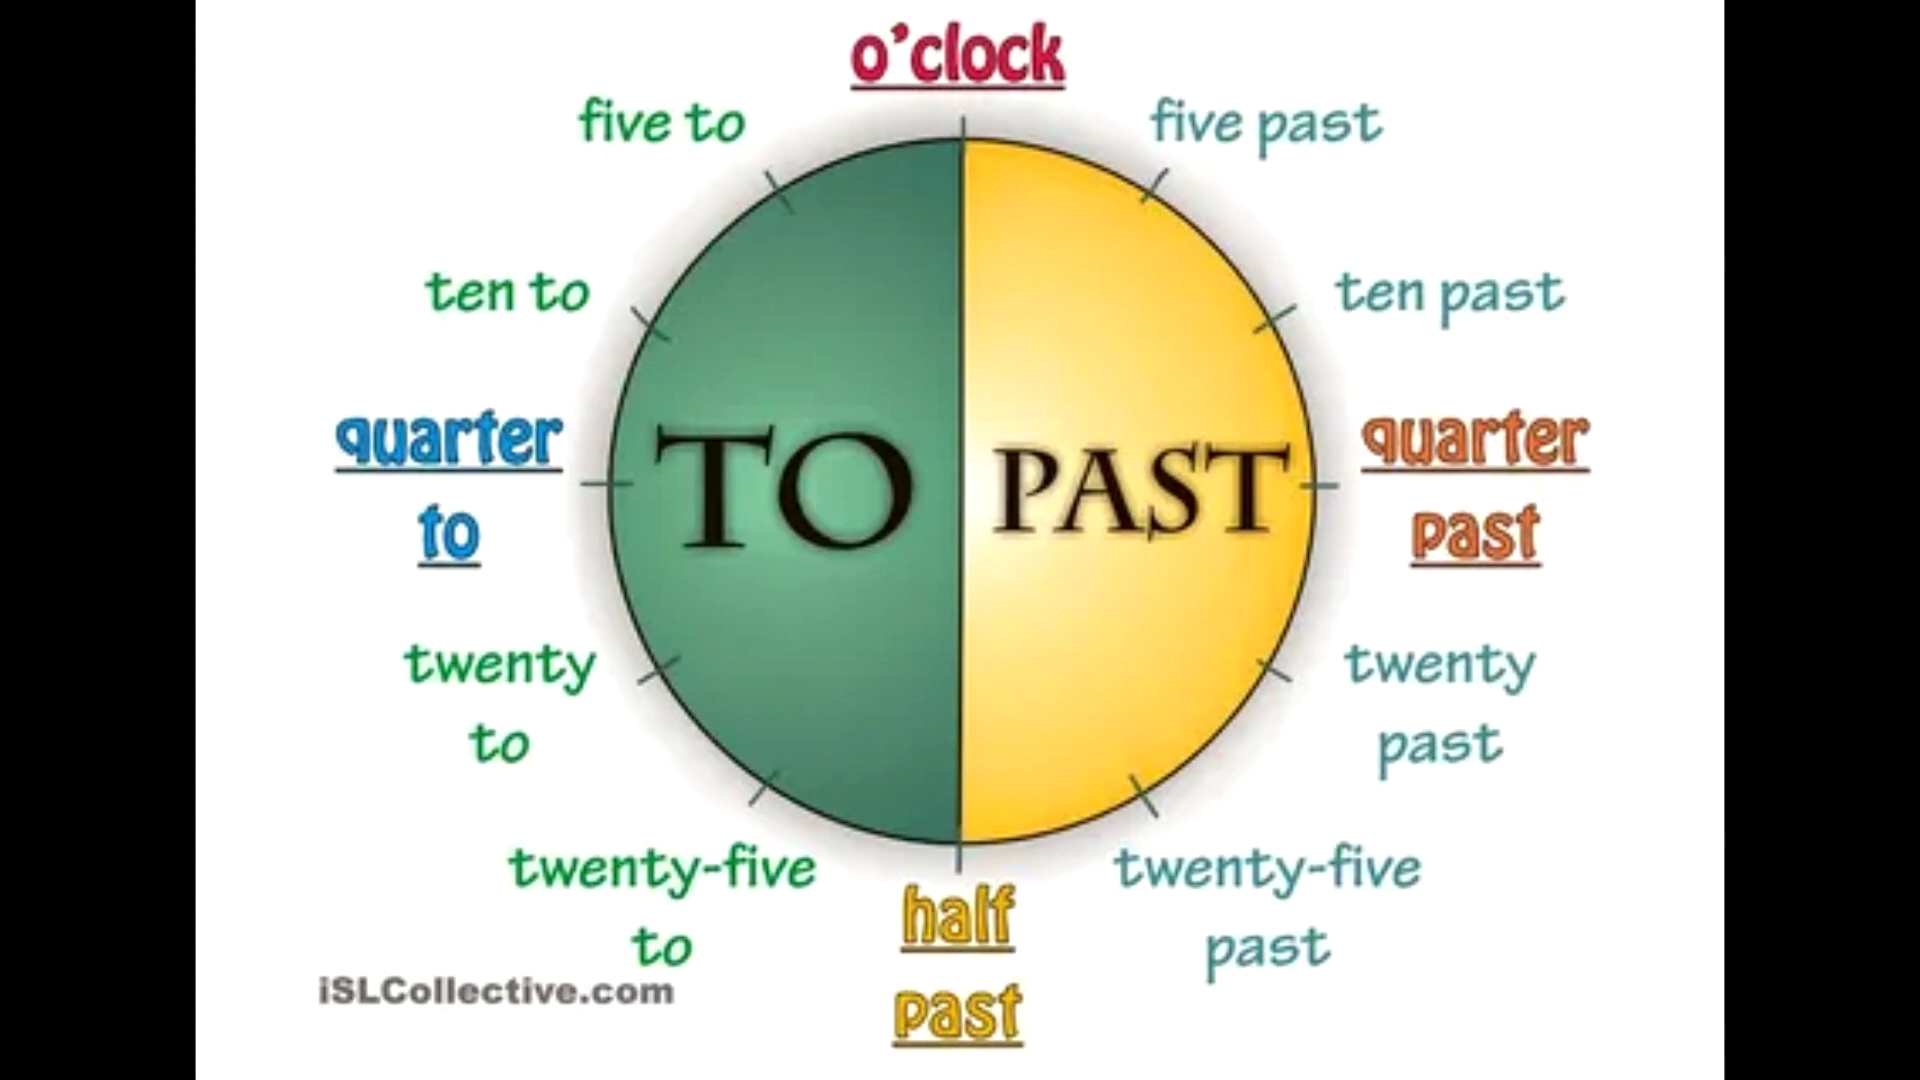 o'clock
five to
five past
ten to
ten past
quarter
to
TO
PAST
quarter
past
twenty
to
twenty
past
twenty-five
to
half
past
twenty-five
past
iSLCollective.com